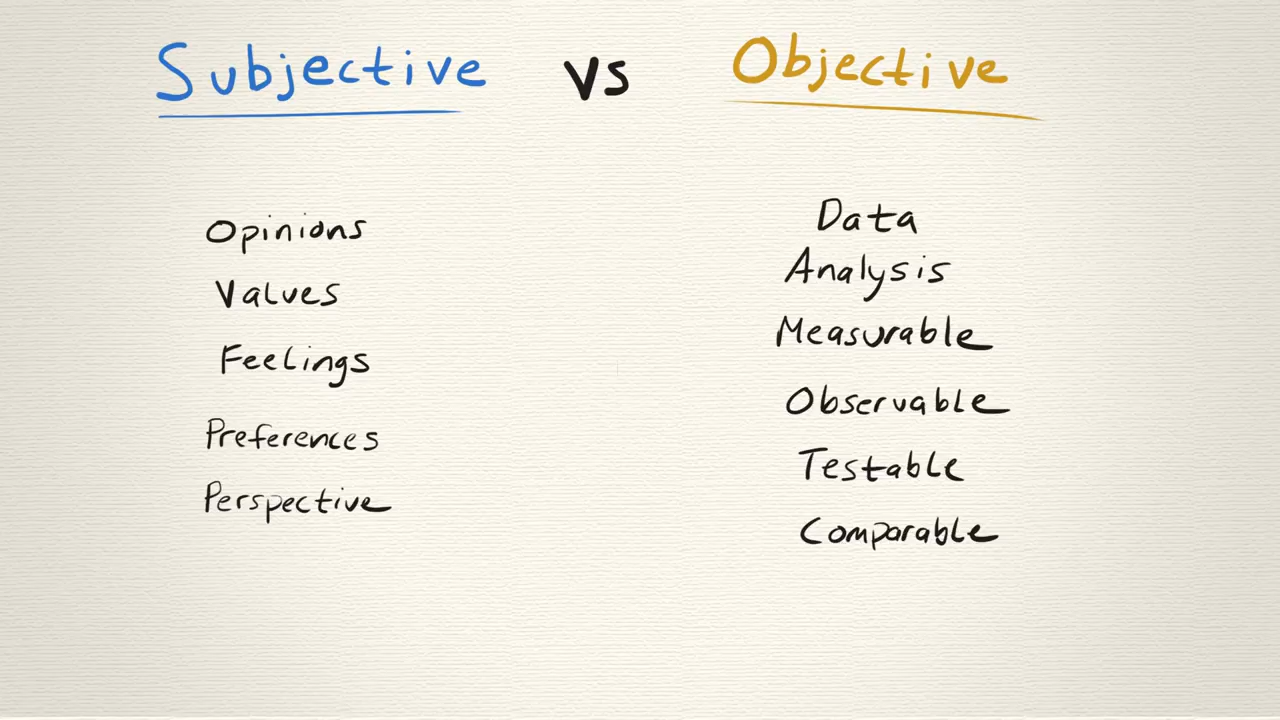 Subjective vs Objective
Opinions
Values
Feelings
Preferences
Perspective
Data
Analysis
Measurable
Observable
Testable
Comparable